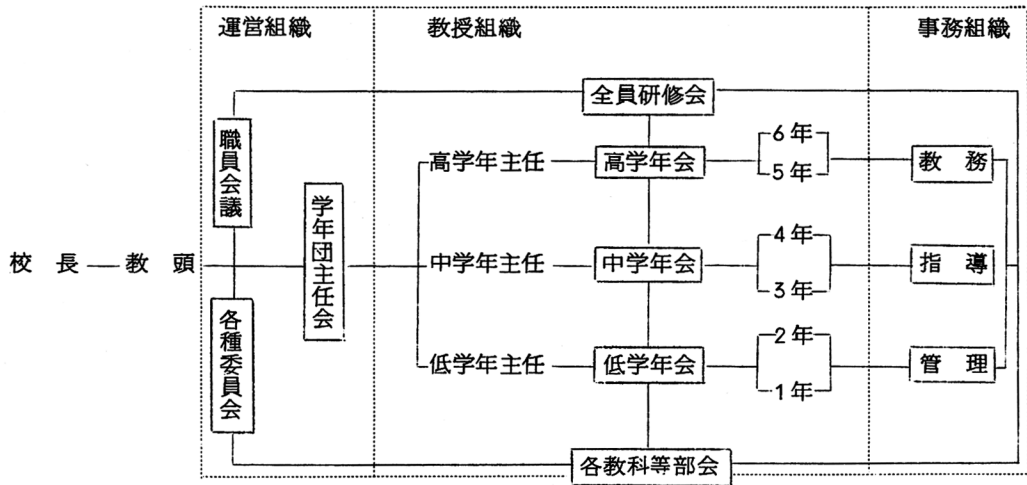 運営組織
教授組織
事務組織
全員研修会
職員会議
6年
高学年主任
高学年会
5年
教務
学年団主任会
4年
校長
教頭
中学年主任
中学年会
指導
3年
各種委員会
2年
低学年主任
低学年会
管理
1年
各教科等部会